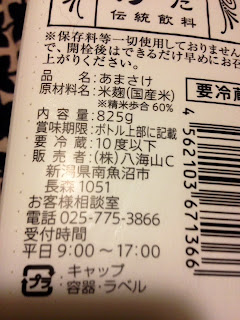 伝統飲料
※保存料等一切使用しておりません
で、開栓後はできるだけ早めにお召
上がりください。
品名：あまさけ
原材料名：米麹(国産米)
※精米歩合60%
要冷蔵
内容量：825g
賞味期限：ボトル上部に記載
要冷蔵：10度以下
販売者：(株)八海山C
新潟県南魚沼市
長森1051
お客様相談室
電話 025-775-3866
受付時間
平日 9:00〜17:00
プラ
キャップ
容器・ラベル
4562103671366